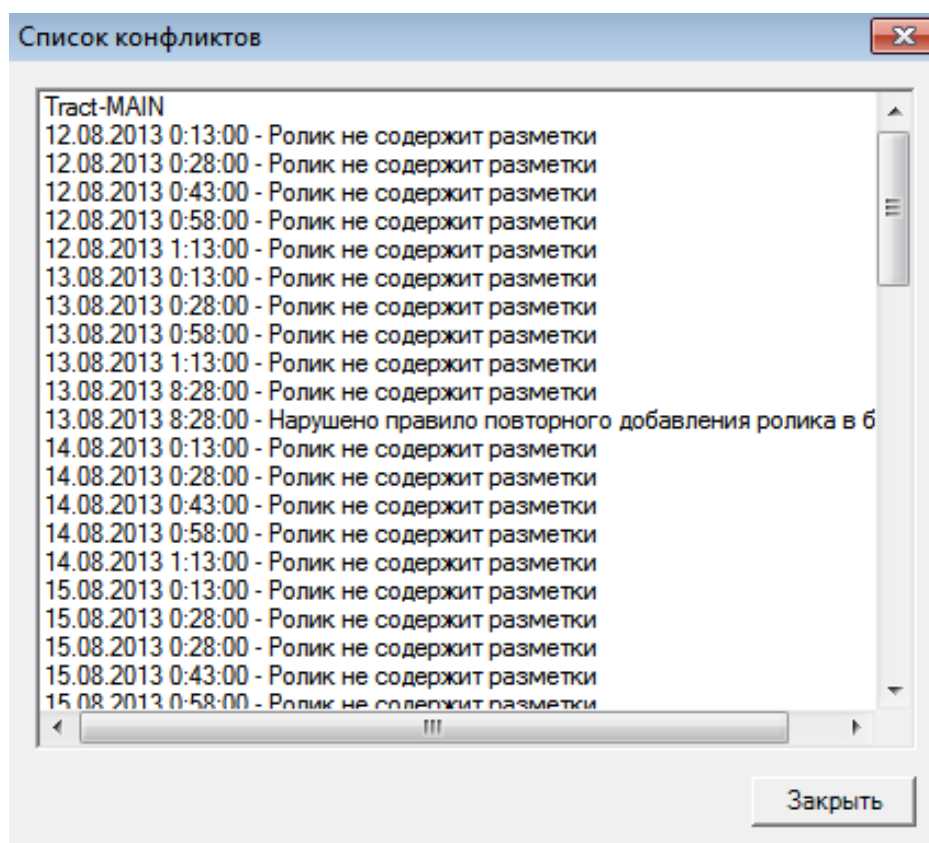 Список конфликтов
Tract-MAIN
12.08.2013 0:13:00 - Ролик не содержит разметки
12.08.2013 0:28:00 - Ролик не содержит разметки
12.08.2013 0:43:00 - Ролик не содержит разметки
12.08.2013 0:58:00 - Ролик не содержит разметки
12.08.2013 1:13:00 - Ролик не содержит разметки
13.08.2013 0:13:00 - Ролик не содержит разметки
13.08.2013 0:28:00 - Ролик не содержит разметки
13.08.2013 0:58:00 - Ролик не содержит разметки
13.08.2013 1:13:00 - Ролик не содержит разметки
13.08.2013 8:28:00 - Ролик не содержит разметки
13.08.2013 8:28:00 - Нарушено правило повторного добавления ролика в б
14.08.2013 0:13:00 - Ролик не содержит разметки
14.08.2013 0:28:00 - Ролик не содержит разметки
14.08.2013 0:43:00 - Ролик не содержит разметки
14.08.2013 0:58:00 - Ролик не содержит разметки
14.08.2013 1:13:00 - Ролик не содержит разметки
15.08.2013 0:13:00 - Ролик не содержит разметки
15.08.2013 0:28:00 - Ролик не содержит разметки
15.08.2013 0:28:00 - Ролик не содержит разметки
15.08.2013 0:43:00 - Ролик не содержит разметки
15.08.2013 0:58:00 - Ролик не содержит разметки
Закрыть